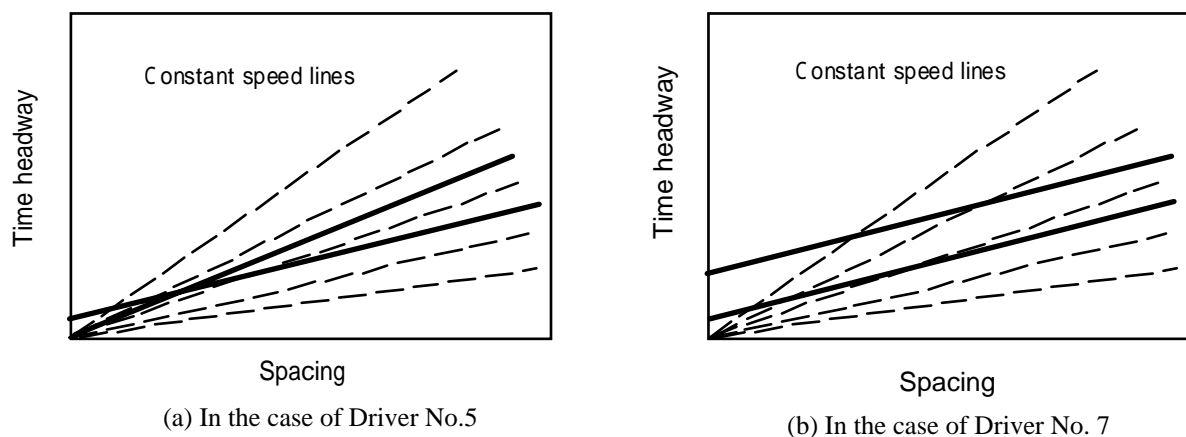 Constant speed lines
Time headway
Spacing
(a) In the case of Driver No.5
Constant speed lines
Time headway
Spacing
(b) In the case of Driver No. 7